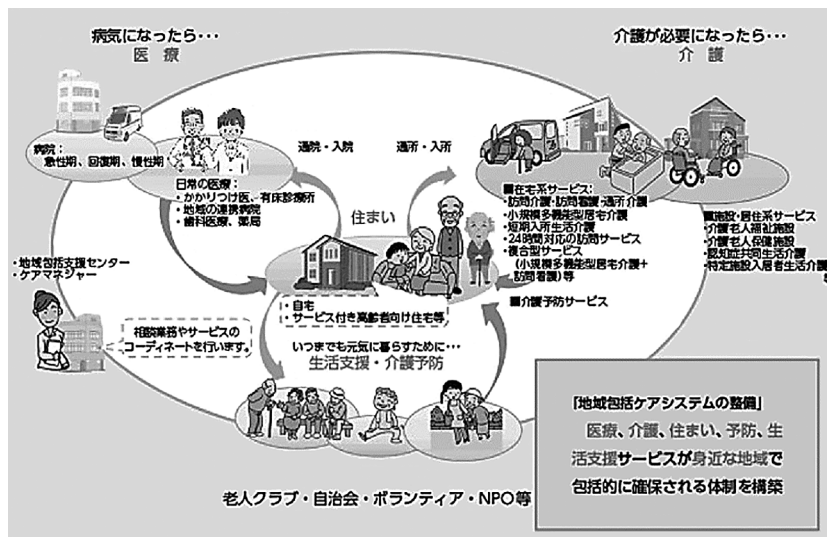 病気になったら･･･
医 療
介護が必要になったら･･･
介 護
病院：
急性期、回復期、慢性期
日常の医療：
・かかりつけ医、有床診療所
・地域の連携病院
・歯科医療、薬局
通院・入院
通所・入所
住まい
■在宅系サービス：
・訪問介護・訪問看護・通所介護
・小規模多機能型居宅介護
・短期入所生活介護
・24時間対応の訪問サービス
・複合型サービス
（小規模多機能型居宅介護＋
訪問看護）等
■介護予防サービス
■施設・居住系サービス
・介護老人福祉施設
・介護老人保健施設
・認知症共同生活介護
・特定施設入居者生活介護
・地域包括支援センター
・ケアマネジャー
相談業務やサービスの
コーディネートを行います。
・自宅
・サービス付き高齢者向け住宅等
いつまでも元気に暮らすために･･･
生活支援・介護予防
老人クラブ・自治会・ボランティア・NPO等
「地域包括ケアシステムの整備」
医療、介護、住まい、予防、生
活支援サービスが身近な地域で
包括的に確保される体制を構築